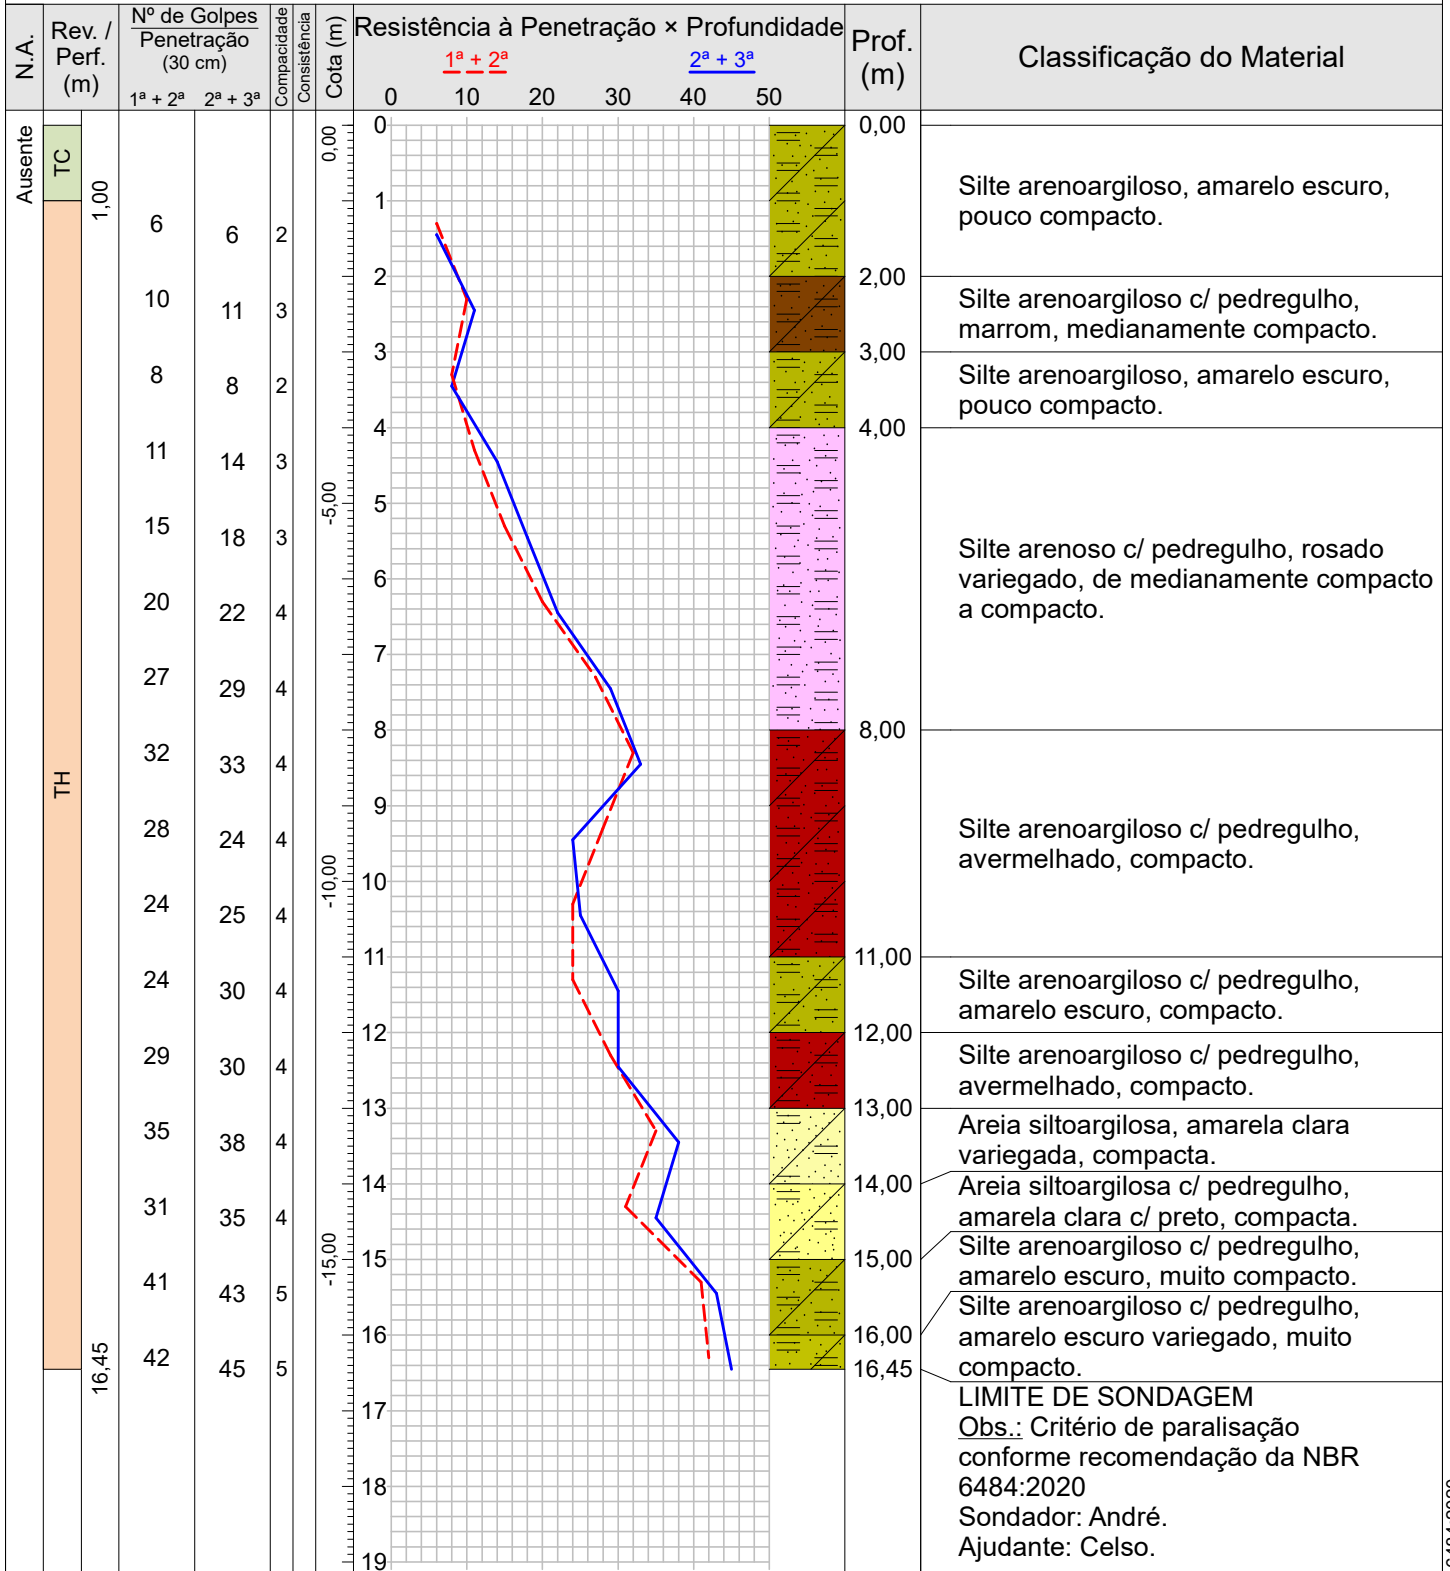 N.A.
Rev. /
Perf.
(m)
Nº de Golpes
Penetração
(30 cm)
1ª + 2ª 2ª + 3ª
Compacidade
Consistência
Cota (m)
Resistência à Penetração × Profundidade
1ª + 2ª 2ª + 3ª
0 10 20 30 40 50
Prof.
(m)
Classificação do Material
Ausente
TC
1,00
TH
16,45
6 6 2
10 11 3
8 8 2
11 14 3
15 18 3
20 22 4
27 29 4
32 33 4
28 24 4
24 25 4
24 30 4
29 30 4
35 38 4
31 35 4
41 43 5
42 45 5
0,00
-5,00
-10,00
-15,00
0
1
2
3
4
5
6
7
8
9
10
11
12
13
14
15
16
17
18
19
0,00
Silte arenoargiloso, amarelo escuro,
pouco compacto.
2,00
Silte arenoargiloso c/ pedregulho,
marrom, medianamente compacto.
3,00
Silte arenoargiloso, amarelo escuro,
pouco compacto.
4,00
Silte arenoso c/ pedregulho, rosado
variegado, de medianamente compacto
a compacto.
8,00
Silte arenoargiloso c/ pedregulho,
avermelhado, compacto.
11,00
Silte arenoargiloso c/ pedregulho,
amarelo escuro, compacto.
12,00
Silte arenoargiloso c/ pedregulho,
avermelhado, compacto.
13,00
Areia siltoargilosa, amarela clara
variegada, compacta.
14,00
Areia siltoargilosa c/ pedregulho,
amarela clara c/ preto, compacta.
15,00
Silte arenoargiloso c/ pedregulho,
amarelo escuro, muito compacto.
16,00
Silte arenoargiloso c/ pedregulho,
amarelo escuro variegado, muito
compacto.
16,45
LIMITE DE SONDAGEM
Obs.: Critério de paralisação
conforme recomendação da NBR
6484:2020
Sondador: André.
Ajudante: Celso.